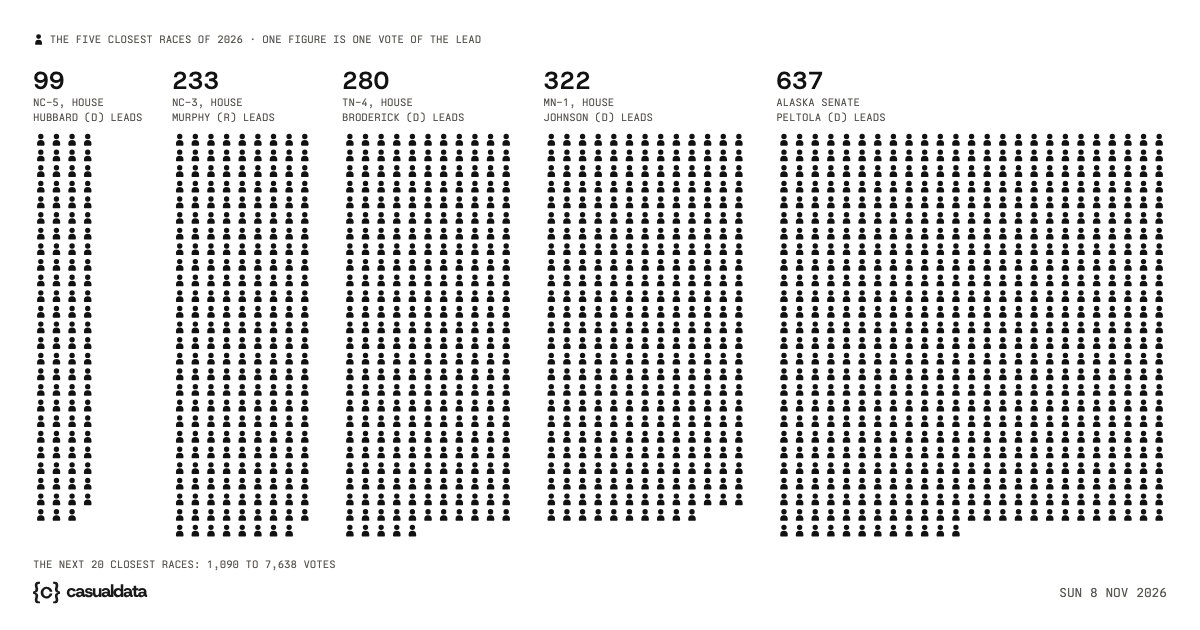 THE FIVE CLOSEST RACES OF 2026 · ONE FIGURE IS ONE VOTE OF THE LEAD
99
NC-5, HOUSE
HUBBARD (D) LEADS
233
NC-3, HOUSE
MURPHY (R) LEADS
280
TN-4, HOUSE
BRODERICK (D) LEADS
322
MN-1, HOUSE
JOHNSON (D) LEADS
637
ALASKA SENATE
PELTOLA (D) LEADS
THE NEXT 20 CLOSEST RACES: 1,090 TO 7,638 VOTES
{c} casualdata
SUN 8 NOV 2026